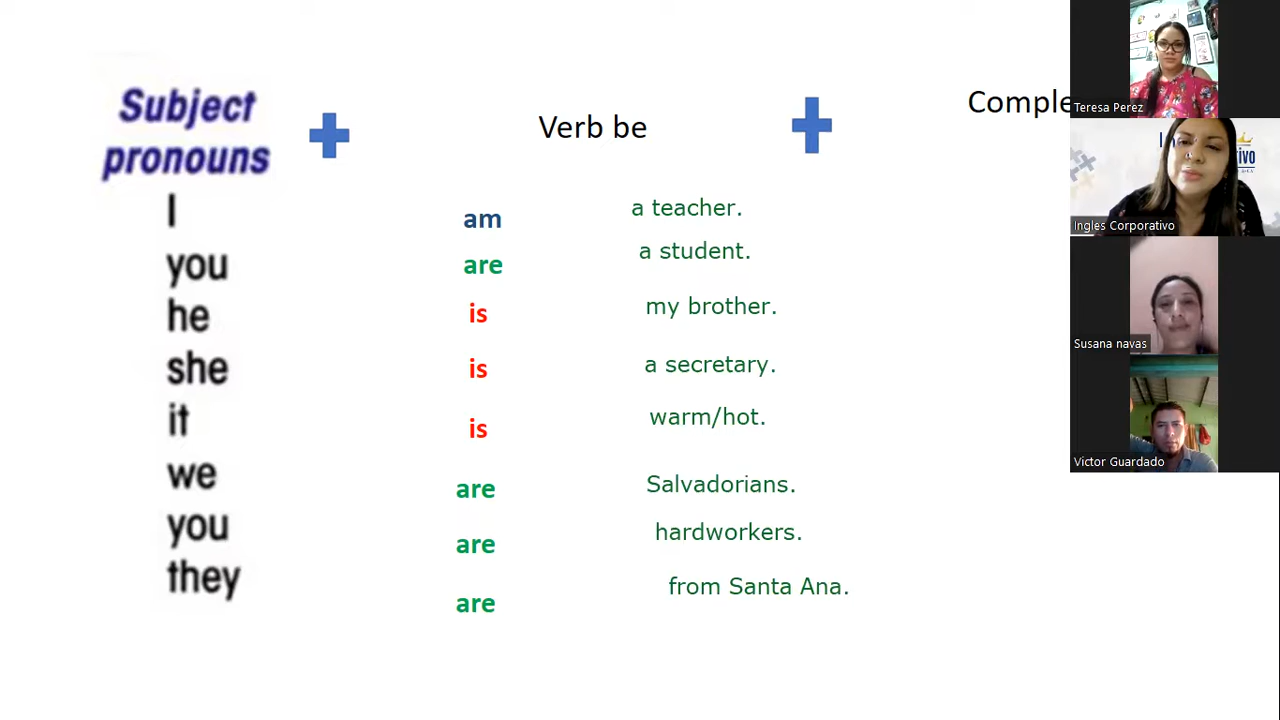 Subject
pronouns
Verb be
Comple
I am a teacher.
you are a student.
he is my brother.
she is a secretary.
it is warm/hot.
we are Salvadorians.
you are hardworkers.
they are from Santa Ana.
Teresa Perez
Ingles Corporativo
Susana navas
Victor Guardado